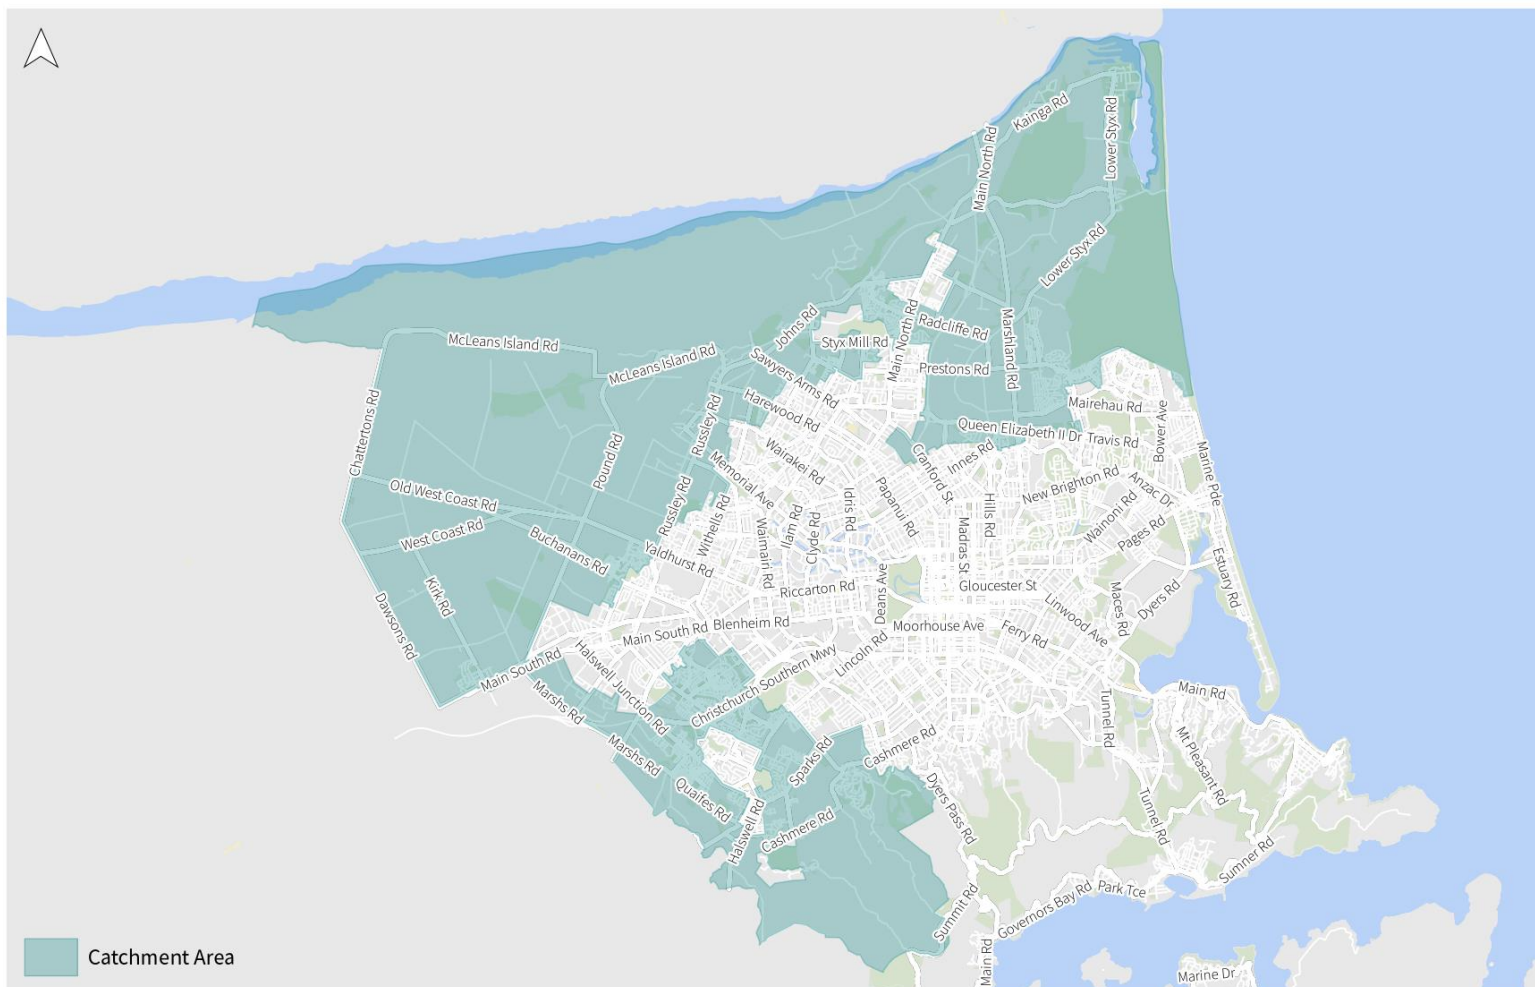 Kainga Rd
Main North Rd
Lower Styx Rd
Lower Styx Rd
Johns Rd
Main North Rd
Radcliffe Rd
Marshland Rd
McLeans Island Rd
Styx Mill Rd
McLeans Island Rd
Sawyers Arms Rd
Prestons Rd
Chattertons Rd
Russley Rd
Harewood Rd
Mairehau Rd
Bower Ave
Queen Elizabeth II Dr
Travis Rd
Pound Rd
Wairakei Rd
Cranford St
Innes Rd
Marine Pde
Memorial Ave
Old West Coast Rd
Russley Rd
Idris Rd
Papanui Rd
Hills Rd
New Brighton Rd
Anzac Dr
West Coast Rd
Withells Rd
Ilam Rd
Clyde Rd
Wainoni Rd
Pages Rd
Buchanans Rd
Yaldhurst Rd
Waimairi Rd
Madras St
Estuary Rd
Kirk Rd
Riccarton Rd
Deans Ave
Gloucester St
Linwood Ave
Maces Rd
Dyers Rd
Dawsons Rd
Main South Rd
Blenheim Rd
Moorhouse Ave
Ferry Rd
Main South Rd
Halswell Junction Rd
Christchurch Southern Mwy
Lincoln Rd
Marshs Rd
Main Rd
Tunnel Rd
Marshs Rd
Sparks Rd
Cashmere Rd
Mt Pleasant Rd
Quaifes Rd
Dyers Pass Rd
Tunnel Rd
Halswell Rd
Cashmere Rd
Sumner Rd
Summit Rd
Governors Bay Rd
Park Tce
Main Rd
Marine Dr
Catchment Area